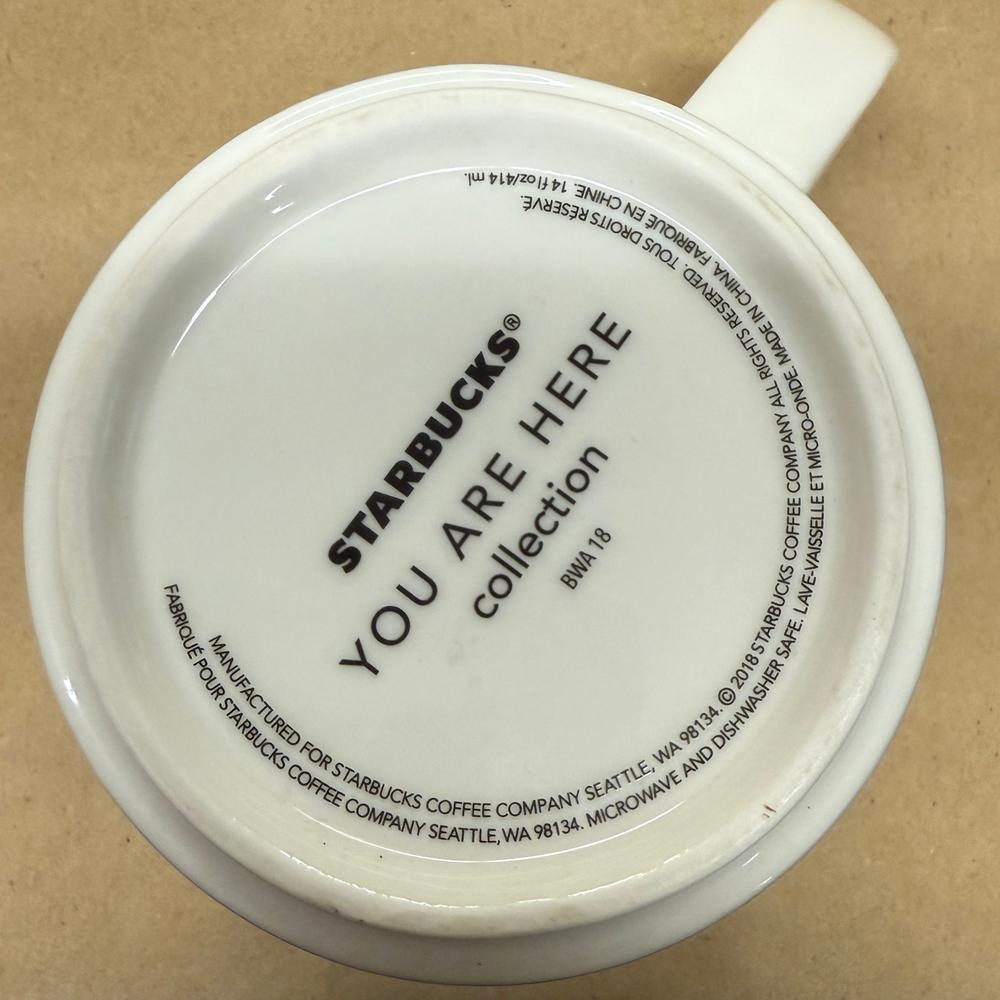 STARBUCKS®
YOU ARE HERE
collection
BWA 18
MANUFACTURED FOR STARBUCKS COFFEE COMPANY SEATTLE, WA 98134. © 2018 STARBUCKS COFFEE COMPANY ALL RIGHTS RESERVED. TOUS DROITS RÉSERVÉ.
FABRIQUÉ POUR STARBUCKS COFFEE COMPANY SEATTLE, WA 98134. MICROWAVE AND DISHWASHER SAFE. LAVE-VAISSELLE ET MICRO-ONDE. MADE IN CHINA. FABRIQUÉ EN CHINE. 14 fl oz/414 ml.